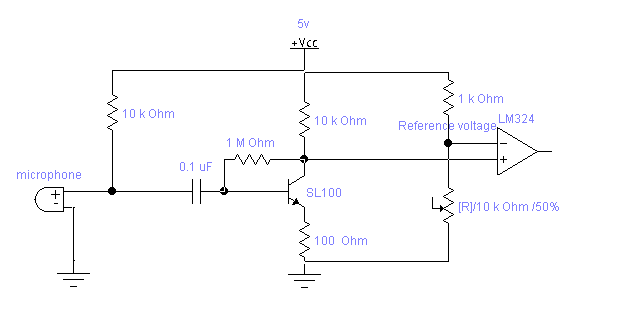 5v
+Vcc
10 k Ohm
10 k Ohm
1 k Ohm
LM324
Reference voltage
1 M Ohm
0.1 uF
microphone
SL100
[R]/10 k Ohm /50%
100 Ohm
+
-
−
+